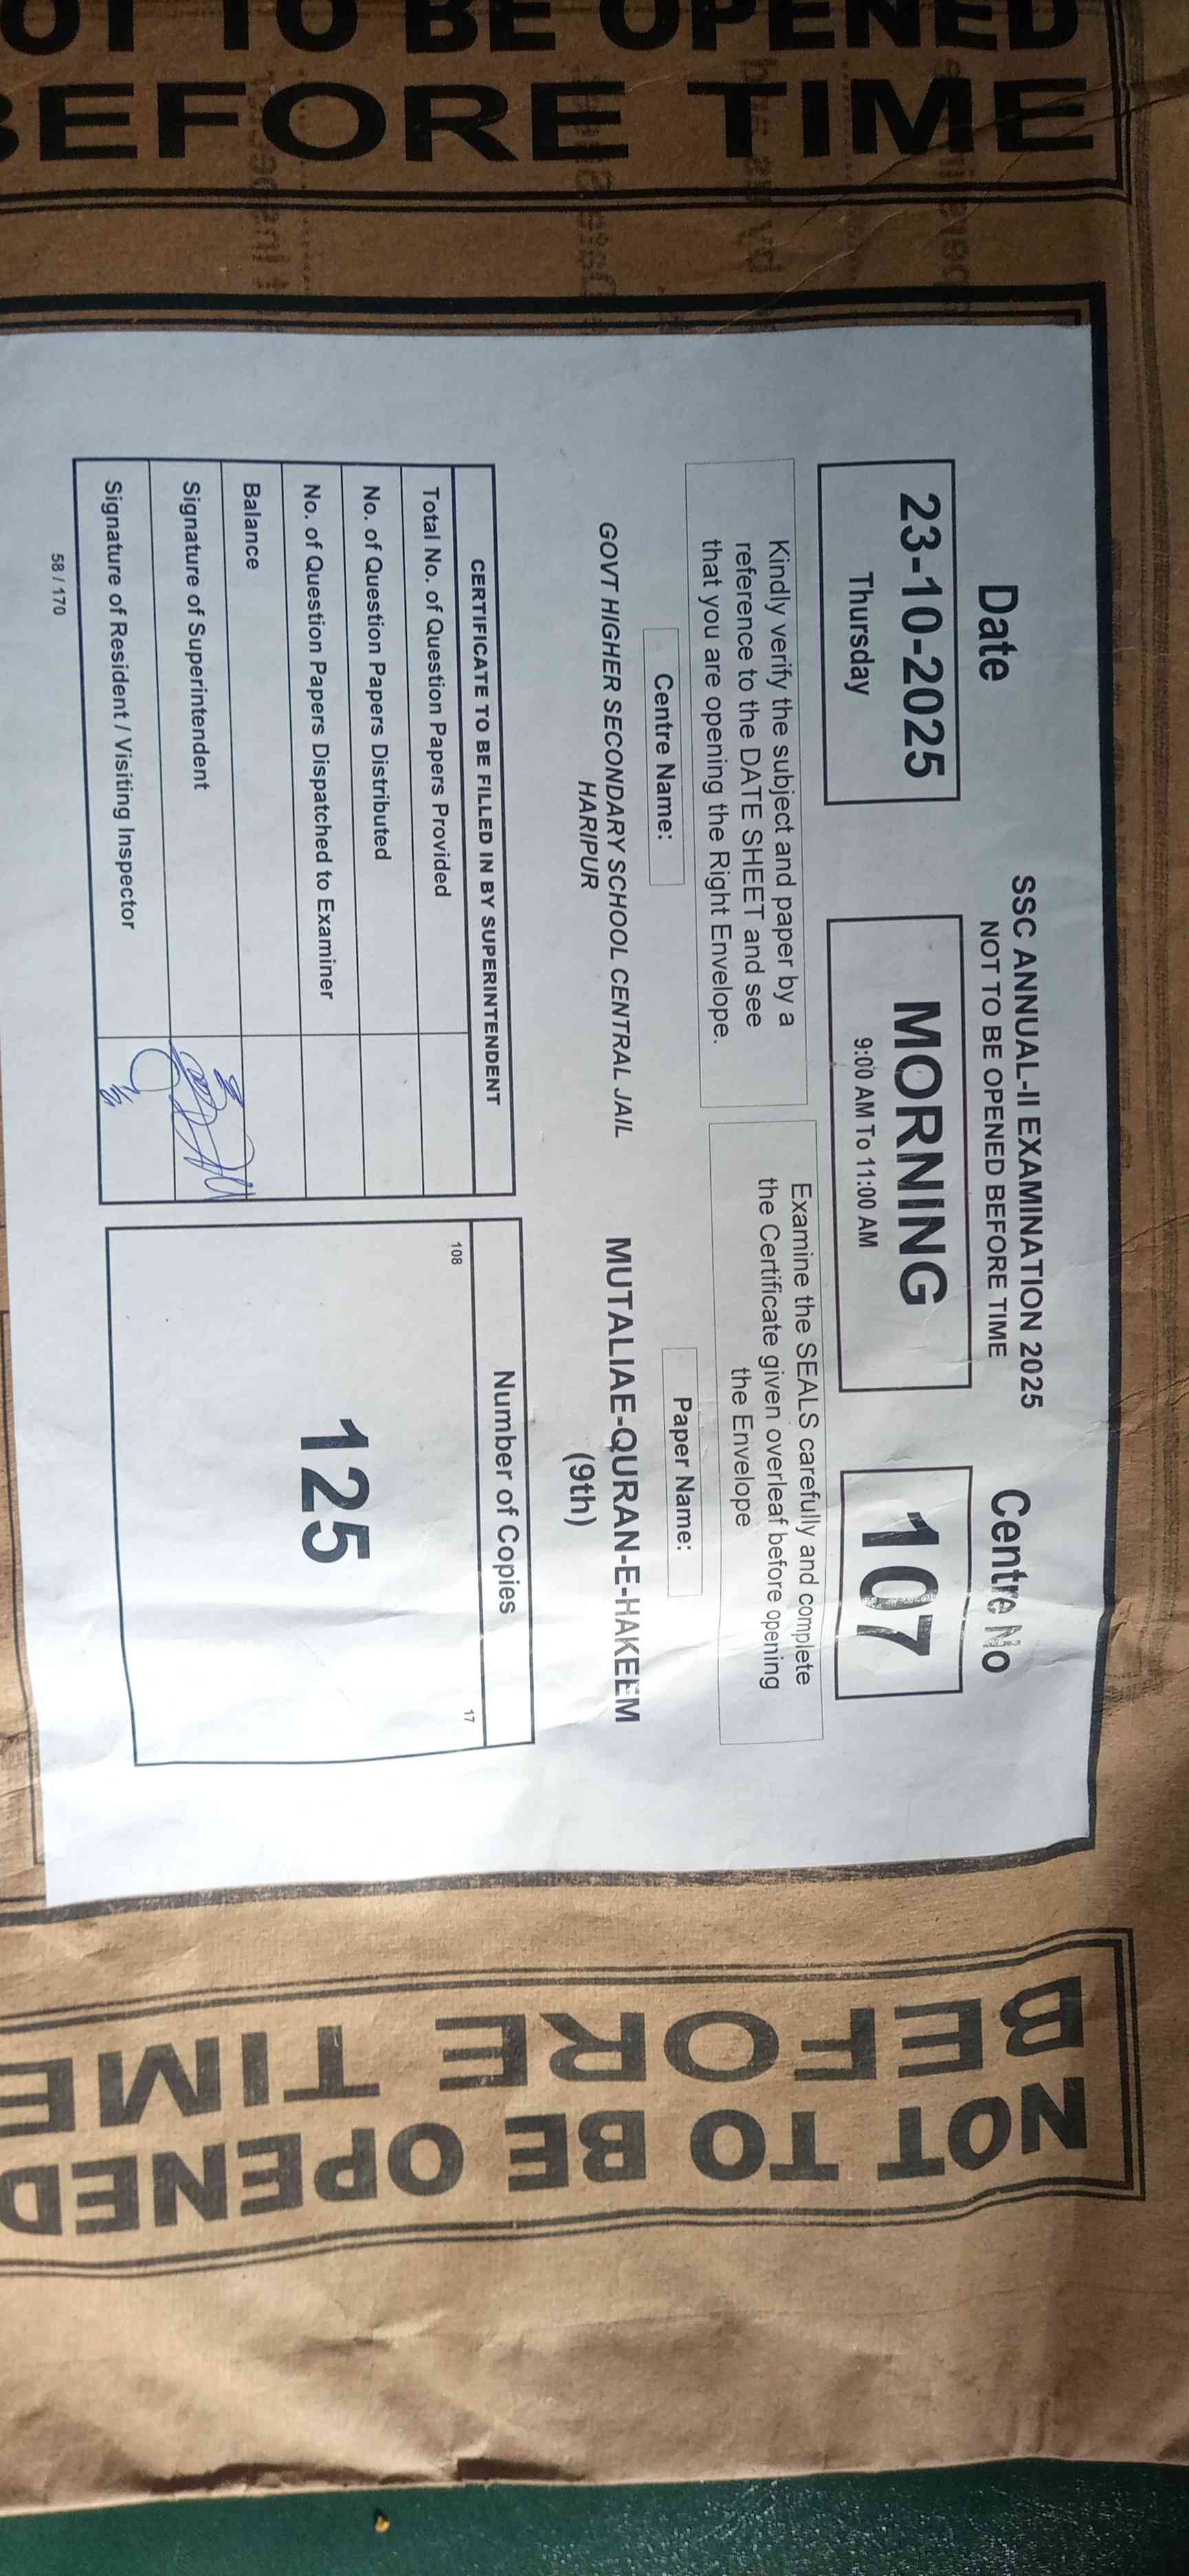 NOT TO BE OPENED
BEFORE TIME
SSC ANNUAL-II EXAMINATION 2025
NOT TO BE OPENED BEFORE TIME
Date
23-10-2025
Thursday
MORNING
9:00 AM To 11:00 AM
Centre No
107
Kindly verify the subject and paper by a
reference to the DATE SHEET and see
that you are opening the Right Envelope.
Examine the SEALS carefully and complete
the Certificate given overleaf before opening
the Envelope
Centre Name:
GOVT HIGHER SECONDARY SCHOOL CENTRAL JAIL
HARIPUR
Paper Name:
MUTALIAE-QURAN-E-HAKEEM
(9th)
CERTIFICATE TO BE FILLED IN BY SUPERINTENDENT
Total No. of Question Papers Provided
No. of Question Papers Distributed
No. of Question Papers Dispatched to Examiner
Balance
Signature of Superintendent
Signature of Resident / Visiting Inspector
58 / 170
Number of Copies
108
17
125
NOT TO BE OPENED
BEFORE TIME